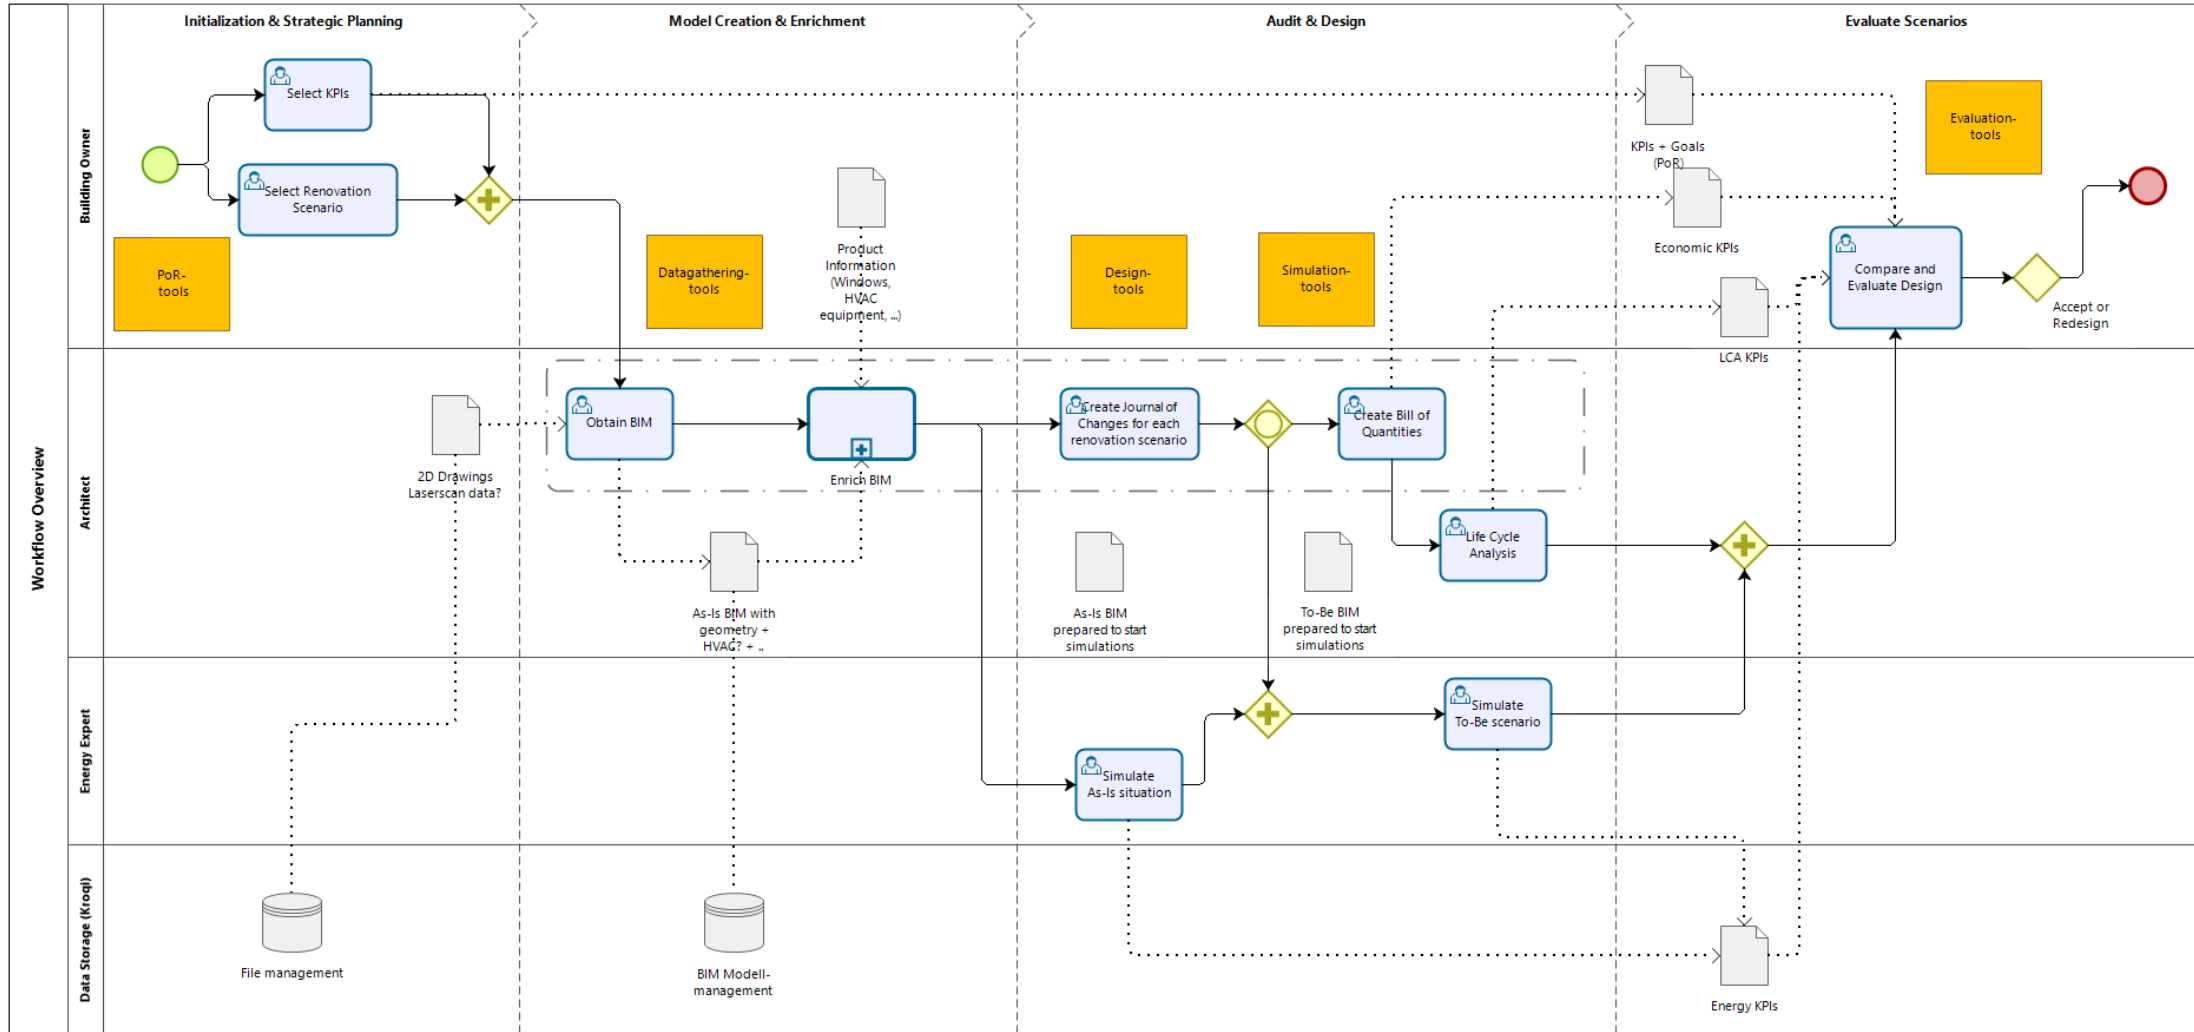 Initialization & Strategic Planning
Model Creation & Enrichment
Audit & Design
Evaluate Scenarios
Workflow Overview
Building Owner
Select KPIs
Select Renovation
Scenario
PoR-
tools
Datagathering-
tools
Product
Information
(Windows,
HVAC
equipment, ...)
Design-
tools
Simulation-
tools
KPIs + Goals
(PoR)
Economic KPIs
LCA KPIs
Evaluation-
tools
Compare and
Evaluate Design
Accept or
Redesign
Architect
2D Drawings
Laserscan data?
Obtain BIM
Enrich BIM
As-Is BIM with
geometry +
HVAC? + ..
Create Journal of
Changes for each
renovation scenario
Create Bill of
Quantities
Life Cycle
Analysis
As-Is BIM
prepared to start
simulations
To-Be BIM
prepared to start
simulations
Energy Expert
Simulate
As-Is situation
Simulate
To-Be scenario
Data Storage (Kroqi)
File management
BIM Modell-
management
Energy KPIs